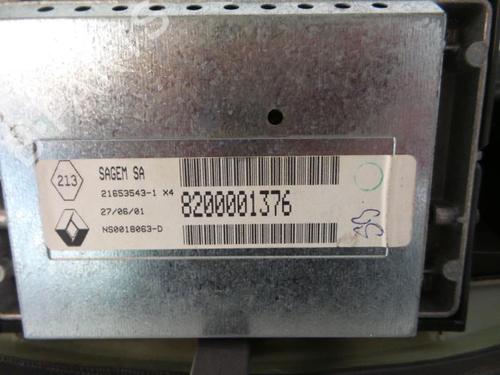 213
SAGEM SA
21653543-1 X4
27/06/01
8200001376
NS0018063-D